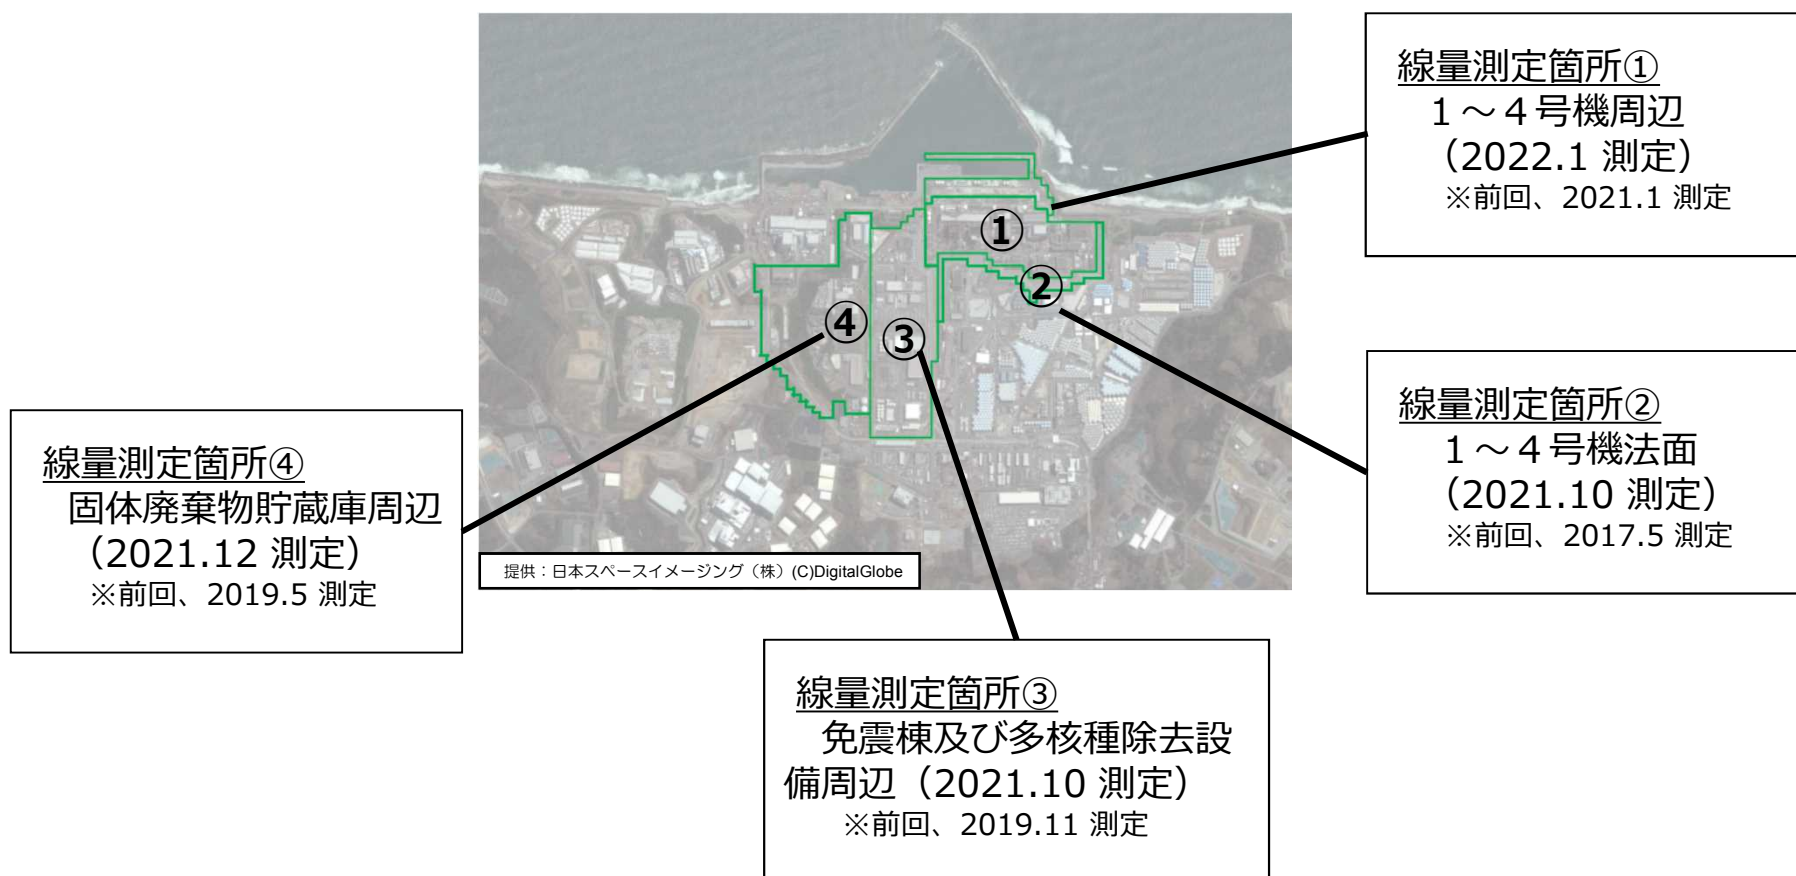 線量測定箇所①
1～4号機周辺
(2022.1 測定)
※前回、2021.1 測定
①
②
③
④
線量測定箇所②
1～4号機法面
(2021.10 測定)
※前回、2017.5 測定
線量測定箇所④
固体廃棄物貯蔵庫周辺
(2021.12 測定)
※前回、2019.5 測定
提供：日本スペースイメージング（株）(C)DigitalGlobe
線量測定箇所③
免震棟及び多核種除去設
備周辺（2021.10 測定）
※前回、2019.11 測定